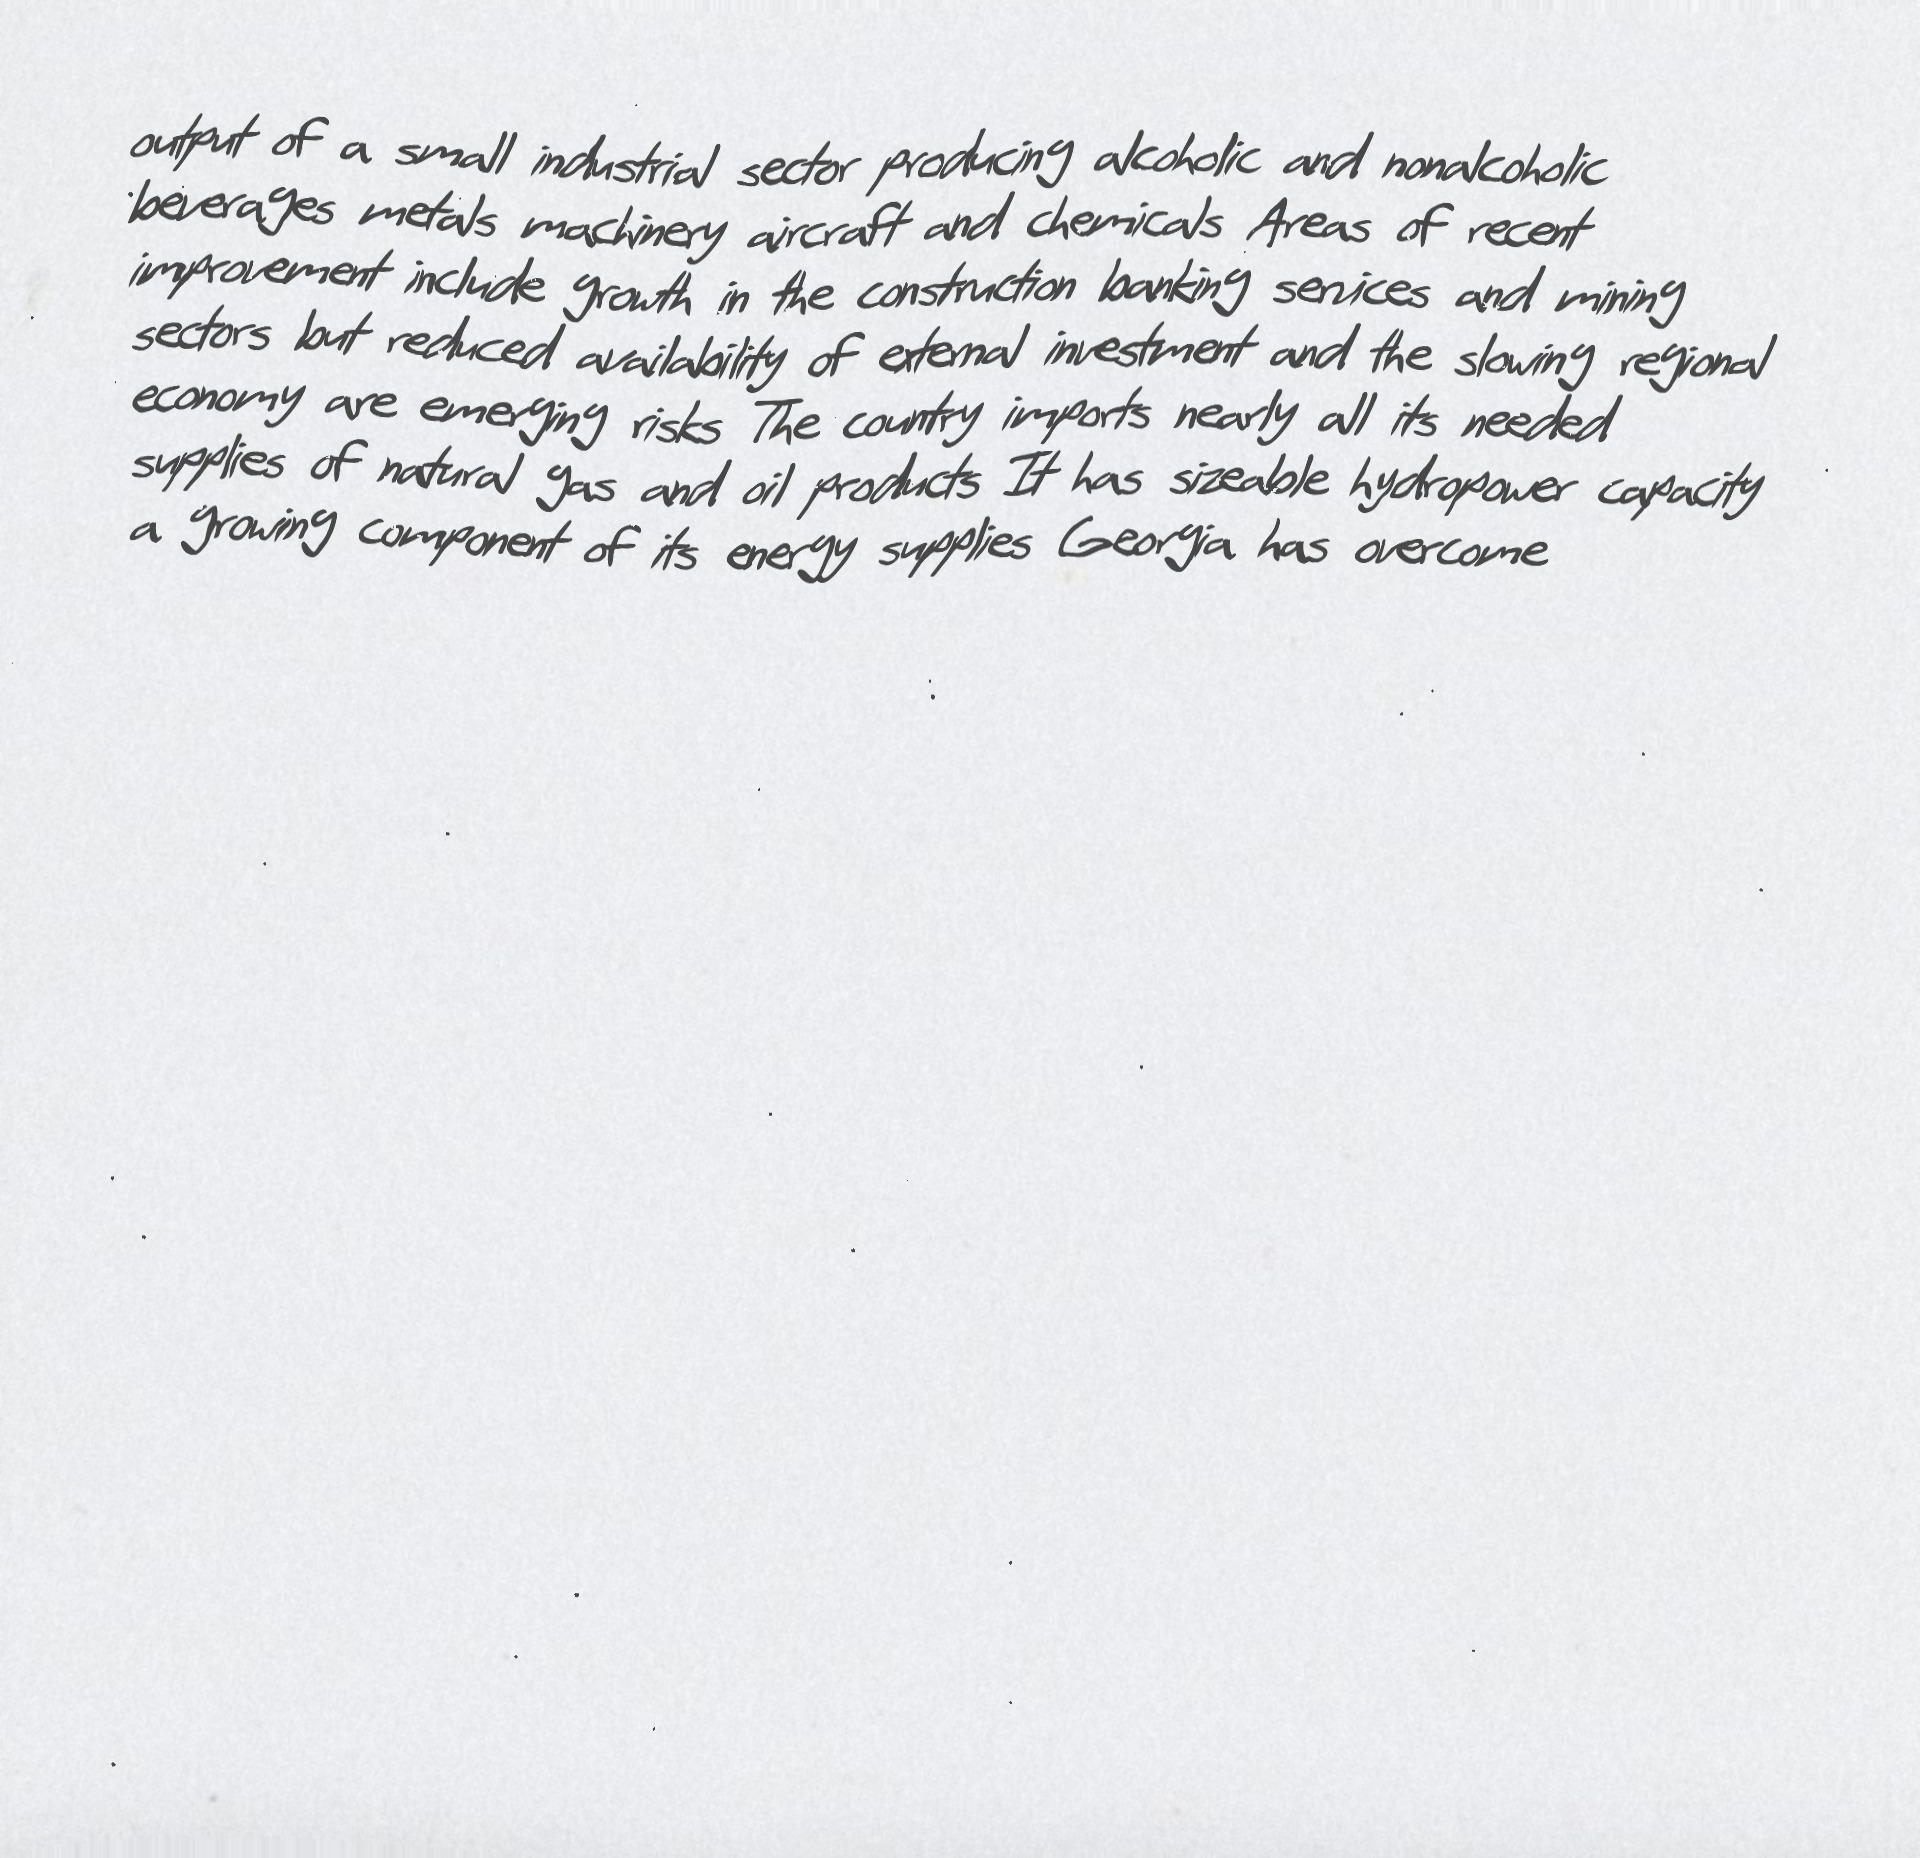 output of a small industrial sector producing alcoholic and nonalcoholic
beverages metals machinery aircraft and chemicals Areas of recent
improvement include growth in the construction banking services and mining
sectors but reduced availability of external investment and the slowing regional
economy are emerging risks The country imports nearly all its needed
supplies of natural gas and oil products It has sizeable hydropower capacity
a growing component of its energy supplies Georgia has overcome